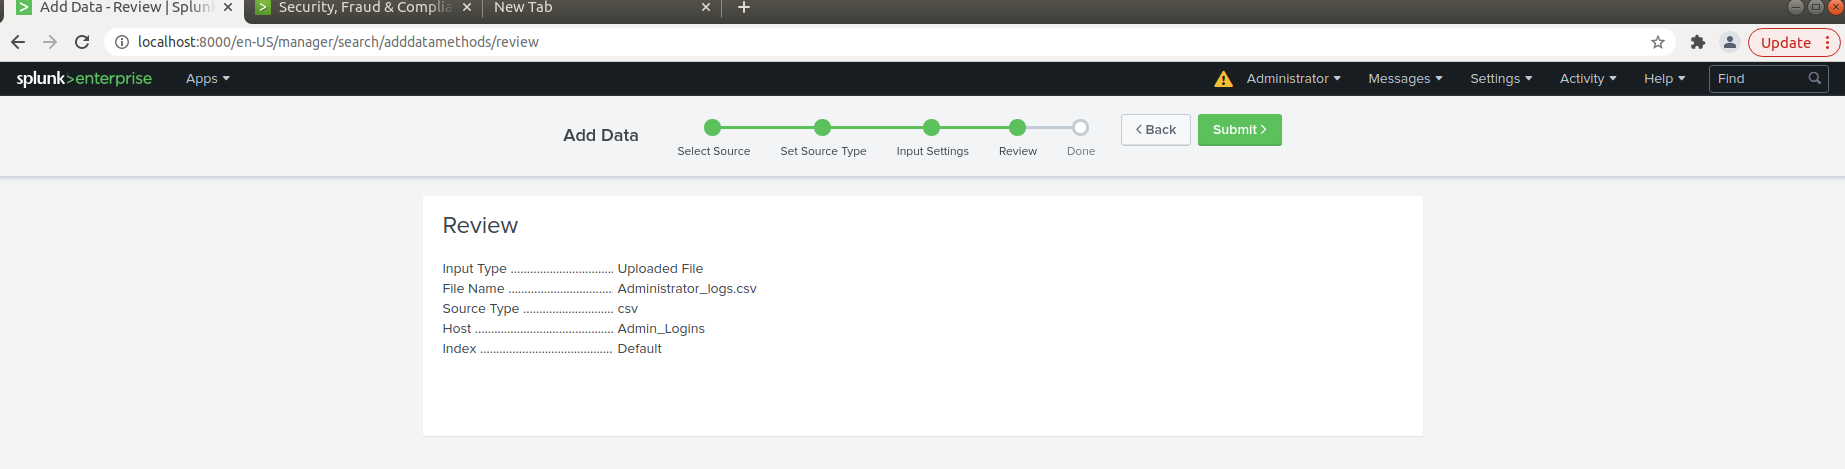 Add Data - Review | Splun
Security, Fraud & Complia
New Tab
localhost:8000/en-US/manager/search/adddatamethods/review
Update
splunk>enterprise Apps Administrator Messages Settings Activity Help Find
Add Data
Select Source Set Source Type Input Settings Review Done
< Back Submit >
Review
Input Type ................................ Uploaded File
File Name ................................ Administrator_logs.csv
Source Type ............................ csv
Host ........................................... Admin_Logins
Index ......................................... Default